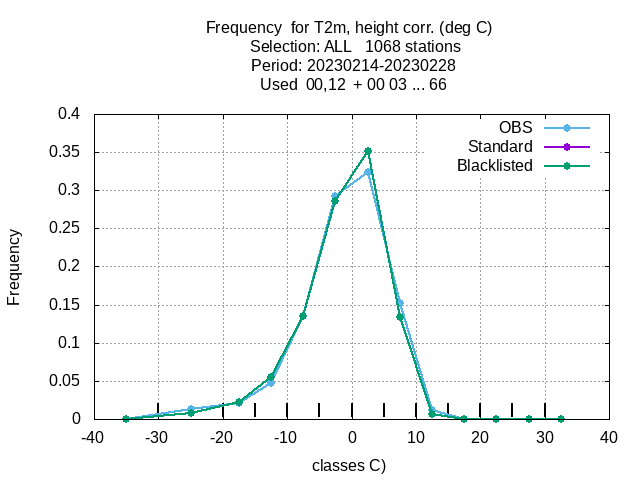 Frequency  for T2m, height corr. (deg C)
Selection: ALL   1068 stations
Period: 20230214-20230228
Used  00,12  + 00 03 ... 66
OBS
Standard
Blacklisted
Frequency
0.4
0.35
0.3
0.25
0.2
0.15
0.1
0.05
0
-40 -30 -20 -10 0 10 20 30 40
classes C)